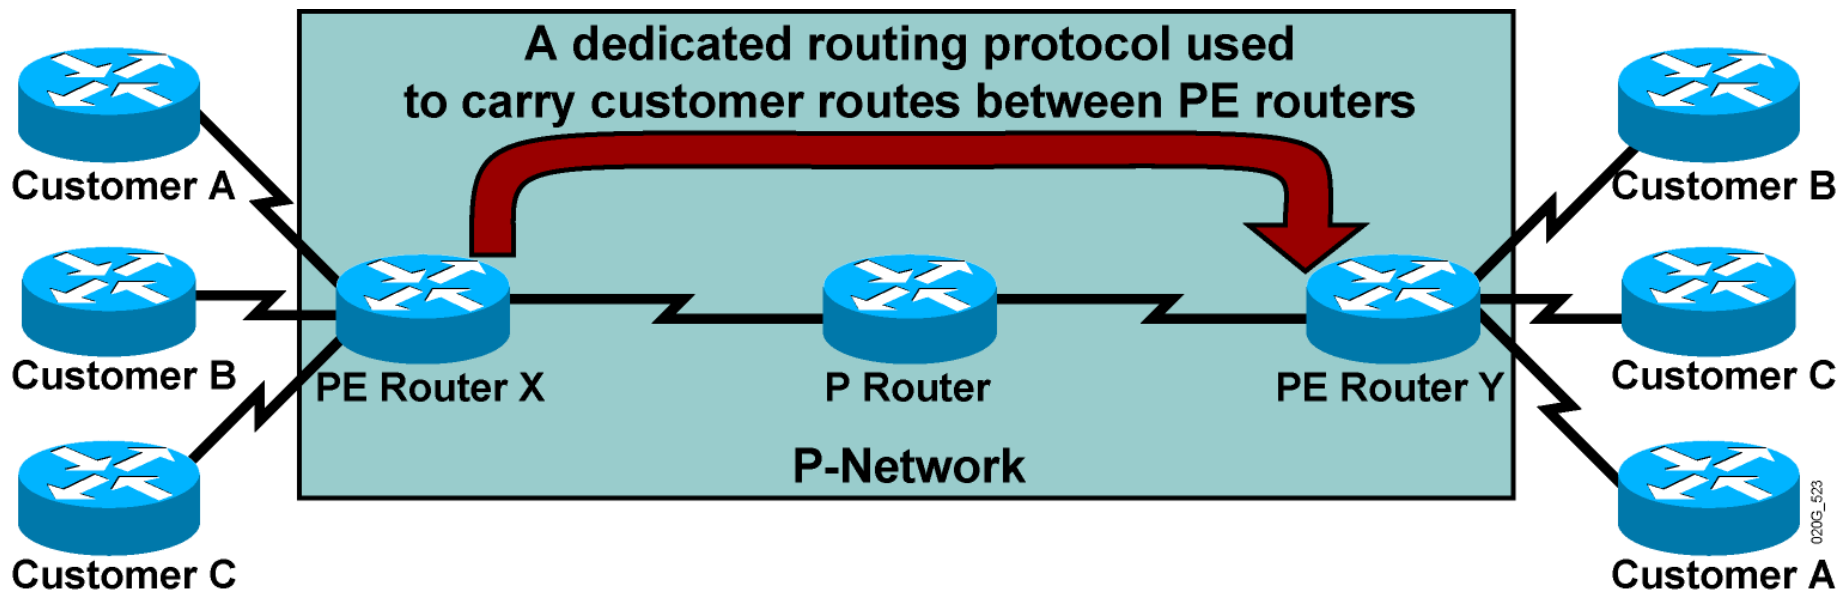 A dedicated routing protocol used
to carry customer routes between PE routers
Customer A
Customer B
Customer B
Customer C
PE Router X
P Router
PE Router Y
P-Network
Customer C
Customer A
020G_523